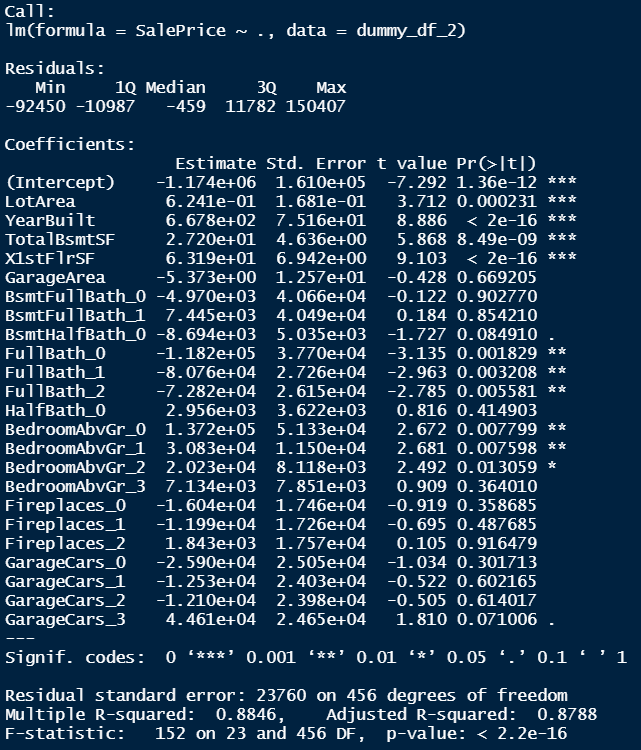 Call:
lm(formula = SalePrice ~ ., data = dummy_df_2)
Residuals:
Min 1Q Median 3Q Max
-92450 -10987 -459 11782 150407
Coefficients:
Estimate Std. Error t value Pr(>|t|)
(Intercept) -1.174e+06 1.610e+05 -7.292 1.36e-12 ***
LotArea 6.241e-01 1.681e-01 3.712 0.000231 ***
YearBuilt 6.678e+02 7.516e+01 8.886 < 2e-16 ***
TotalBsmtSF 2.720e+01 4.636e+00 5.868 8.49e-09 ***
X1stFlrSF 6.319e+01 6.942e+00 9.103 < 2e-16 ***
GarageArea -5.373e+00 1.257e+01 -0.428 0.669205
BsmtFullBath_0 -4.970e+03 4.066e+04 -0.122 0.902770
BsmtFullBath_1 7.445e+03 4.049e+04 0.184 0.854210
BsmtHalfBath_0 -8.694e+03 5.035e+03 -1.727 0.084910 .
FullBath_0 -1.182e+05 3.770e+04 -3.135 0.001829 **
FullBath_1 -8.076e+04 2.726e+04 -2.963 0.003208 **
FullBath_2 -7.282e+04 2.615e+04 -2.785 0.005581 **
HalfBath_0 2.956e+03 3.622e+03 0.816 0.414903
BedroomAbvGr_0 1.372e+05 5.133e+04 2.672 0.007799 **
BedroomAbvGr_1 3.083e+04 1.150e+04 2.681 0.007598 **
BedroomAbvGr_2 2.023e+04 8.118e+03 2.492 0.013059 *
BedroomAbvGr_3 7.134e+03 7.851e+03 0.909 0.364010
Fireplaces_0 -1.604e+04 1.746e+04 -0.919 0.358685
Fireplaces_1 -1.199e+04 1.726e+04 -0.695 0.487685
Fireplaces_2 1.843e+03 1.757e+04 0.105 0.916479
GarageCars_0 -2.590e+04 2.505e+04 -1.034 0.301713
GarageCars_1 -1.253e+04 2.403e+04 -0.522 0.602165
GarageCars_2 -1.210e+04 2.398e+04 -0.505 0.614017
GarageCars_3 4.461e+04 2.465e+04 1.810 0.071006 .
---
Signif. codes: 0 ‘***’ 0.001 ‘**’ 0.01 ‘*’ 0.05 ‘.’ 0.1 ‘ ’ 1
Residual standard error: 23760 on 456 degrees of freedom
Multiple R-squared: 0.8846, Adjusted R-squared: 0.8788
F-statistic: 152 on 23 and 456 DF, p-value: < 2.2e-16